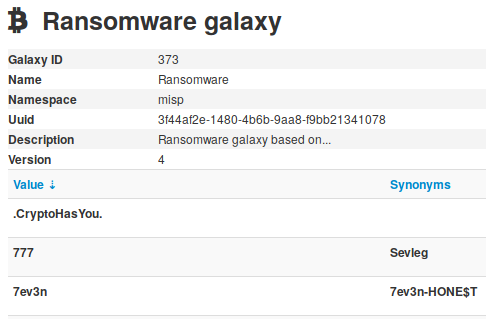 Ransomware galaxy
Galaxy ID 373
Name Ransomware
Namespace misp
Uuid 3f44af2e-1480-4b6b-9aa8-f9bb21341078
Description Ransomware galaxy based on...
Version 4
Value ↓ Synonyms
.CryptoHasYou.
777 Sevleg
7ev3n 7ev3n-HONE$T